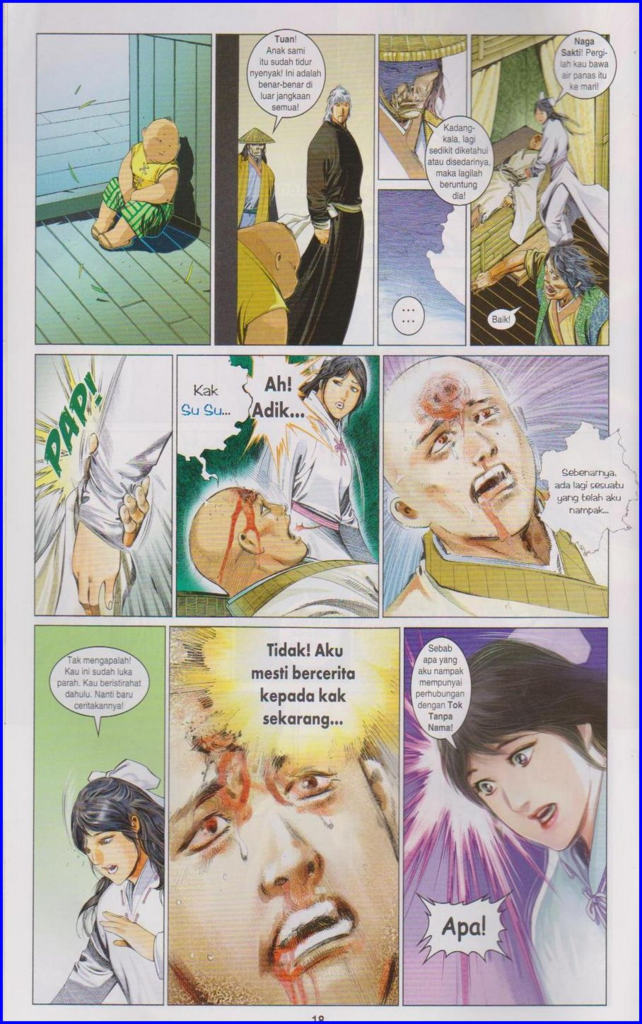 Tuan!
Anak sami
itu sudah tidur
nyenyak! Ini adalah
benar-benar di
luar jangkaan
semua!
Kadang-
kala, lagi
sedikit diketahui
atau disedarinya,
maka lagilah
beruntung
dia!
...
...
Naga
Sakti! Pergi-
lah kau bawa
air panas itu
ke mari!
Baik!
PAP!
Kak
Su Su...
Ah!
Adik...
Sebenarnya,
ada lagi sesuatu
yang telah aku
nampak...
Tak mengapalah!
Kau ini sudah luka
parah. Kau beristirahat
dahulu. Nanti baru
ceritakannya!
Tidak! Aku
mesti bercerita
kepada kak
sekarang...
Sebab
apa yang
aku nampak
mempunyai
perhubungan
dengan Tok
Tanpa
Nama!
Apa!
18